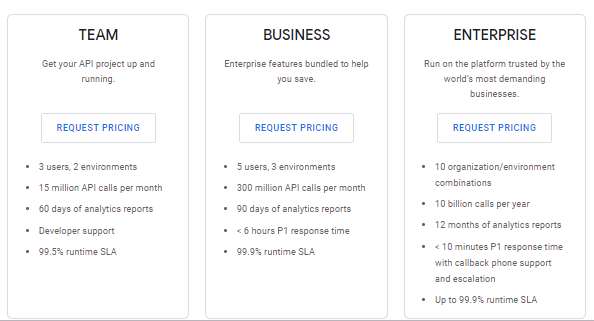 TEAM
Get your API project up and
running.
REQUEST PRICING
• 3 users, 2 environments
• 15 million API calls per month
• 60 days of analytics reports
• Developer support
• 99.5% runtime SLA
BUSINESS
Enterprise features bundled to help
you save.
REQUEST PRICING
• 5 users, 3 environments
• 300 million API calls per month
• 90 days of analytics reports
• < 6 hours P1 response time
• 99.9% runtime SLA
ENTERPRISE
Run on the platform trusted by the
world's most demanding
businesses.
REQUEST PRICING
• 10 organization/environment
combinations
• 10 billion calls per year
• 12 months of analytics reports
• < 10 minutes P1 response time
with callback phone support
and escalation
• Up to 99.9% runtime SLA